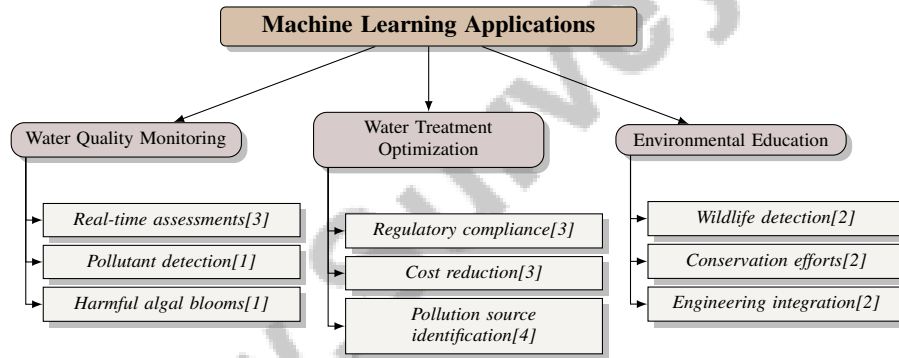 Machine Learning Applications
Water Quality Monitoring
Real-time assessments[3]
Pollutant detection[1]
Harmful algal blooms[1]
Water Treatment
Optimization
Regulatory compliance[3]
Cost reduction[3]
Pollution source
identification[4]
Environmental Education
Wildlife detection[2]
Conservation efforts[2]
Engineering integration[2]